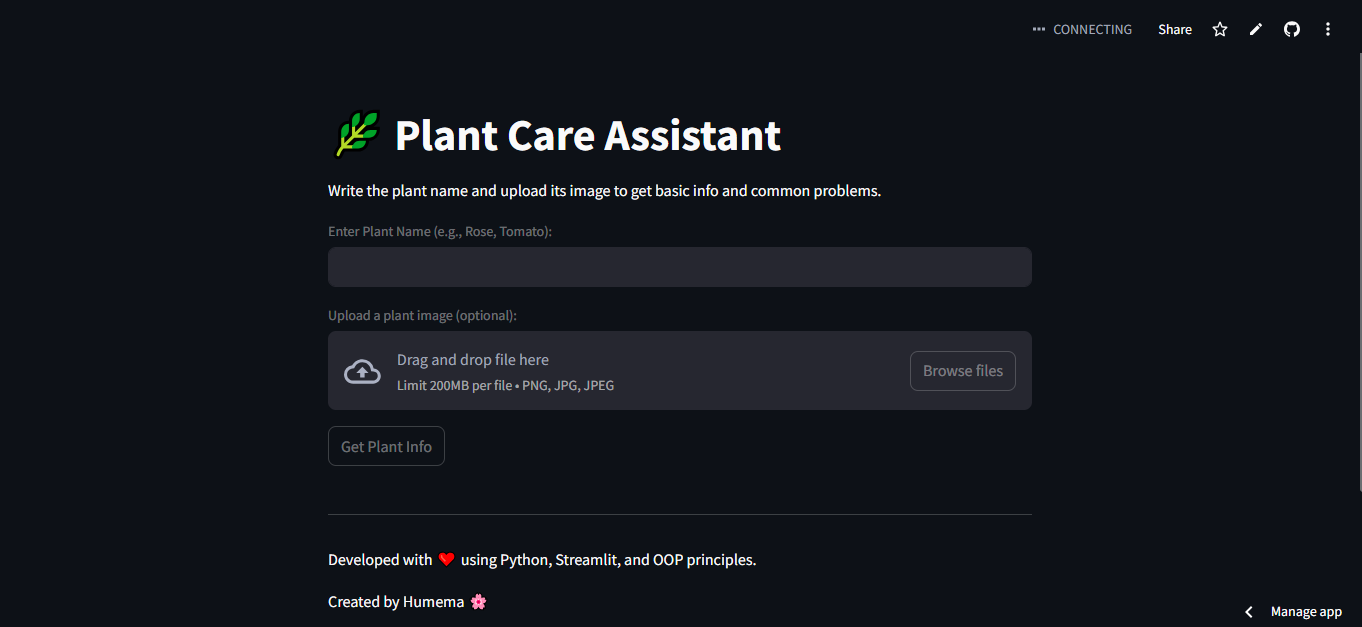 CONNECTING Share
🌿 Plant Care Assistant
Write the plant name and upload its image to get basic info and common problems.
Enter Plant Name (e.g., Rose, Tomato):
Upload a plant image (optional):
Drag and drop file here
Limit 200MB per file • PNG, JPG, JPEG
Browse files
Get Plant Info
Developed with ❤️ using Python, Streamlit, and OOP principles.
Created by Humema 🌸
Manage app